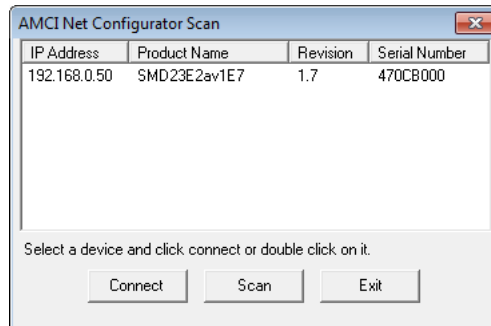 AMCI Net Configurator Scan
IP Address Product Name Revision Serial Number
192.168.0.50 SMD23E2av1E7 1.7 470CB000
Select a device and click connect or double click on it.
Connect Scan Exit